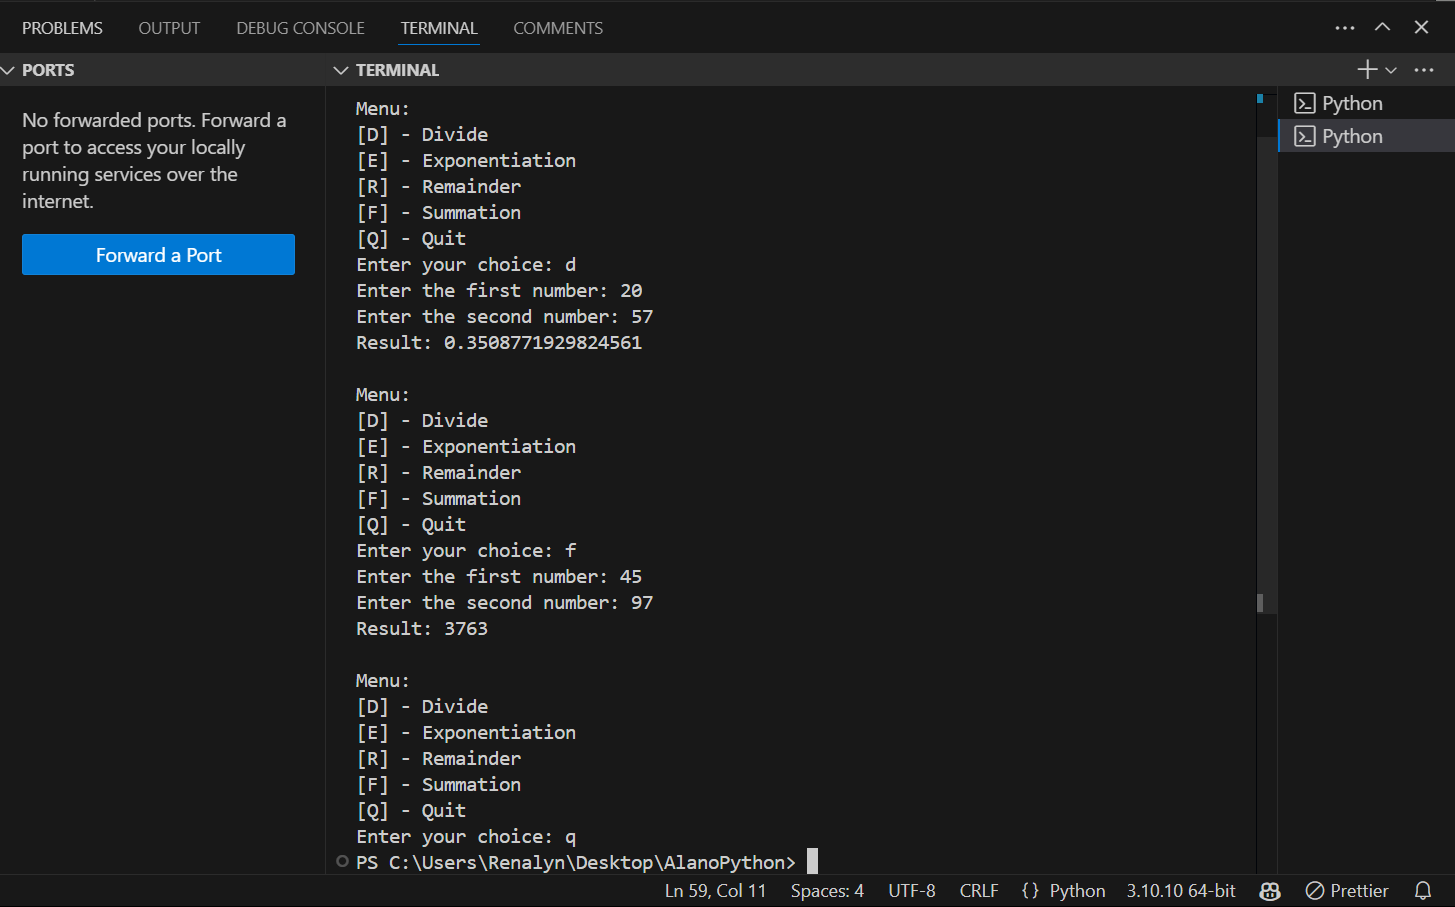 PROBLEMS OUTPUT DEBUG CONSOLE TERMINAL COMMENTS
PORTS
No forwarded ports. Forward a
port to access your locally
running services over the
internet.
Forward a Port
TERMINAL
Menu:
[D] - Divide
[E] - Exponentiation
[R] - Remainder
[F] - Summation
[Q] - Quit
Enter your choice: d
Enter the first number: 20
Enter the second number: 57
Result: 0.3508771929824561
Menu:
[D] - Divide
[E] - Exponentiation
[R] - Remainder
[F] - Summation
[Q] - Quit
Enter your choice: f
Enter the first number: 45
Enter the second number: 97
Result: 3763
Menu:
[D] - Divide
[E] - Exponentiation
[R] - Remainder
[F] - Summation
[Q] - Quit
Enter your choice: q
PS C:\Users\Renalyn\Desktop\AlanoPython>
Python
Python
Ln 59, Col 11 Spaces: 4 UTF-8 CRLF {} Python 3.10.10 64-bit Prettier